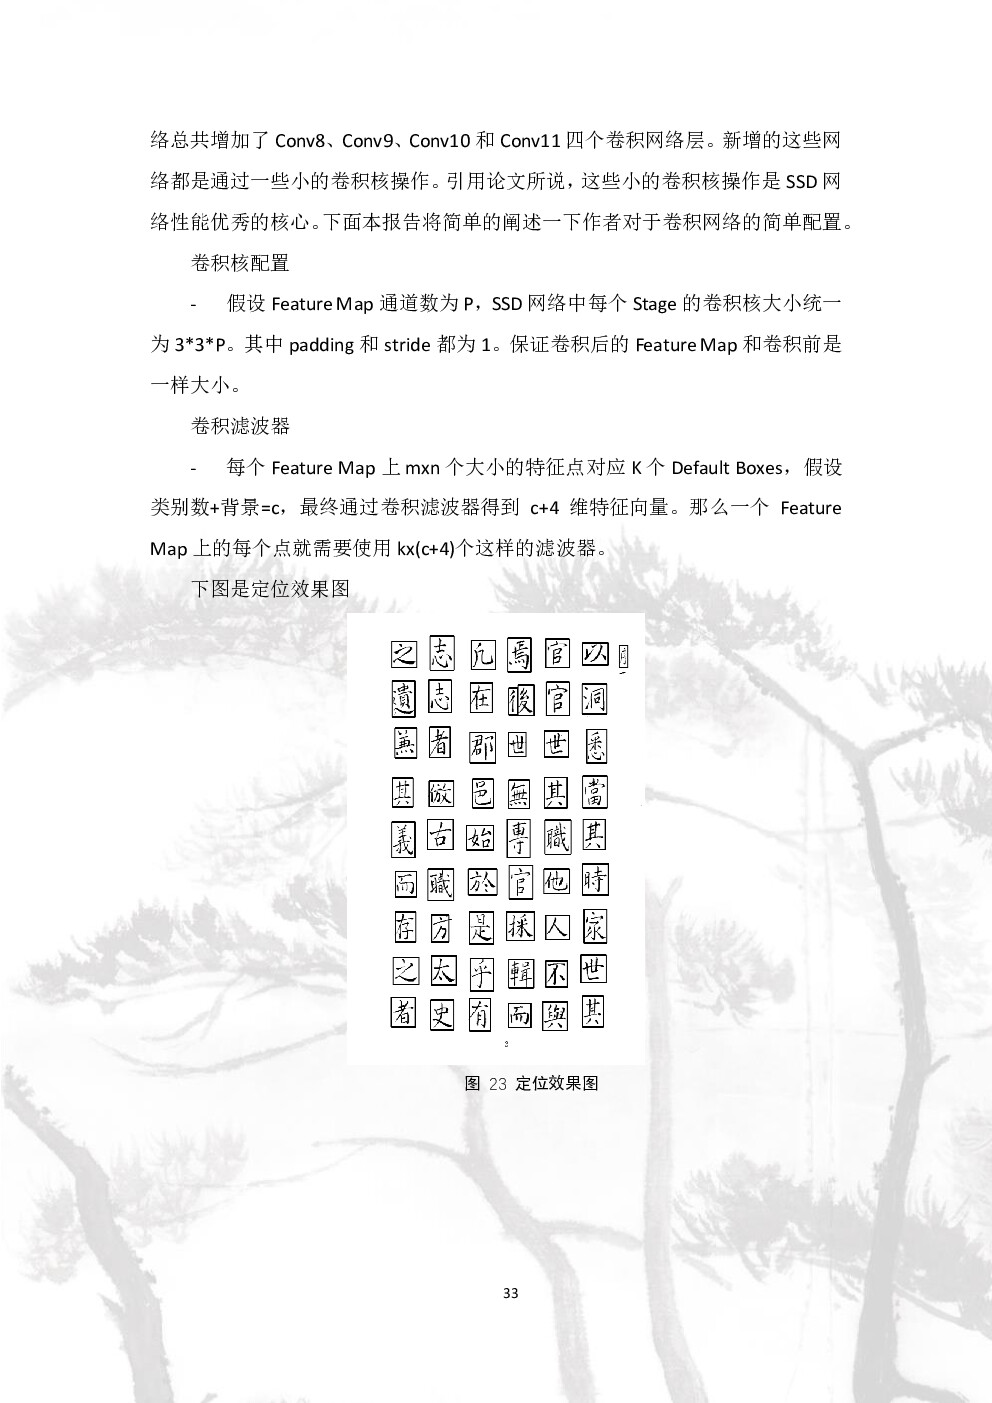 络总共增加了 Conv8、Conv9、Conv10 和 Conv11 四个卷积网络层。新增的这些网
络都是通过一些小的卷积核操作。引用论文所说，这些小的卷积核操作是 SSD 网
络性能优秀的核心。下面本报告将简单的阐述一下作者对于卷积网络的简单配置。
卷积核配置
- 假设 Feature Map 通道数为 P，SSD 网络中每个 Stage 的卷积核大小统一
为 3*3*P。其中 padding 和 stride 都为 1。保证卷积后的 Feature Map 和卷积前是
一样大小。
卷积滤波器
- 每个 Feature Map 上 mxn 个大小的特征点对应 K 个 Default Boxes，假设
类别数+背景=c，最终通过卷积滤波器得到 c+4 维特征向量。那么一个 Feature
Map 上的每个点就需要使用 kx(c+4)个这样的滤波器。
下图是定位效果图
以洞悉當其時家世其
官官世其職他人不與
焉後世無專官採輯而
凡在郡邑始於是乎有
志志者倣古職方太史
之遺兼其義而存之者
图 23 定位效果图
33